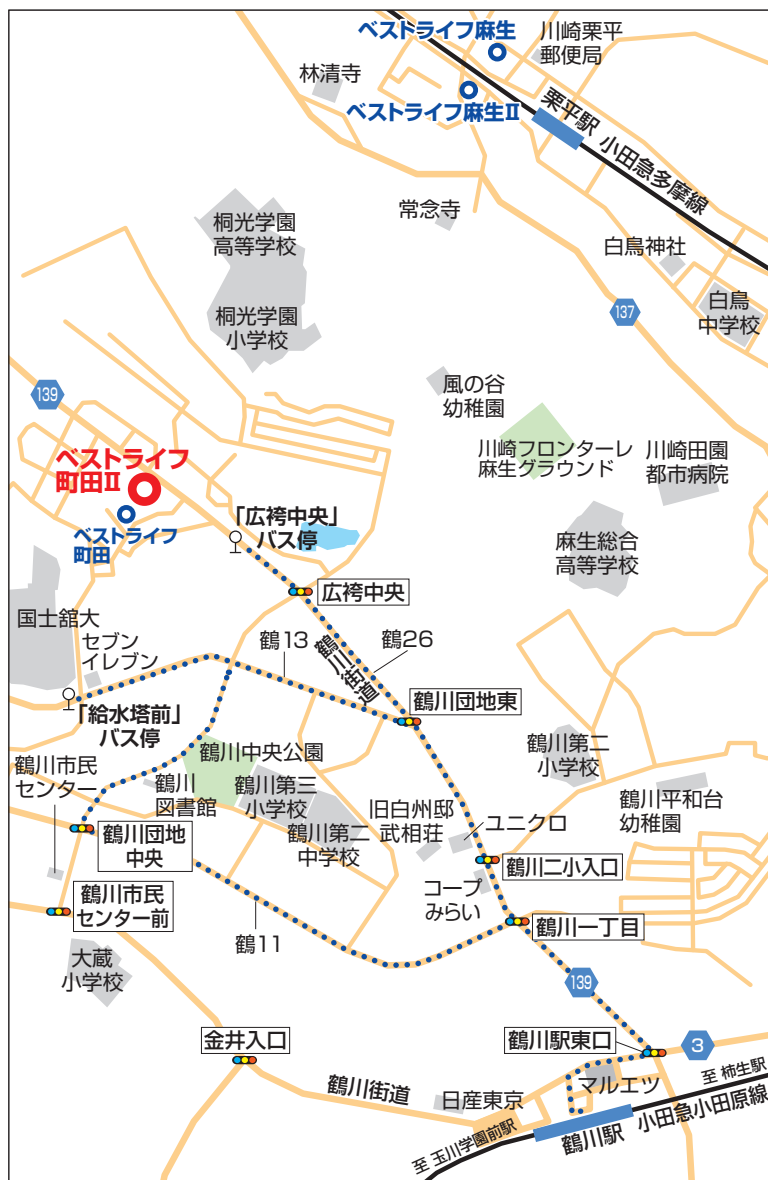 ベストライフ麻生
川崎栗平
郵便局
林清寺
ベストライフ麻生Ⅱ
栗平駅
小田急多摩線
常念寺
桐光学園
高等学校
白鳥神社
桐光学園
小学校
白鳥
中学校
137
139
風の谷
幼稚園
川崎フロンターレ
麻生グラウンド
川崎田園
都市病院
ベストライフ
町田Ⅱ
ベストライフ
町田
「広袴中央」
バス停
麻生総合
高等学校
広袴中央
国士舘大
セブン
イレブン
鶴13
鶴川街道
鶴26
鶴川団地東
「給水塔前」
バス停
鶴川市民
センター
鶴川中央公園
鶴川
図書館
鶴川第三
小学校
鶴川第二
中学校
旧白州邸
武相荘
ユニクロ
鶴川第二
小学校
鶴川平和台
幼稚園
鶴川団地
中央
鶴川二小入口
コープ
みらい
鶴川市民
センター前
鶴川一丁目
鶴11
大蔵
小学校
139
金井入口
鶴川駅東口
3
鶴川街道
日産東京
マルエツ
至 柿生駅
至 玉川学園前駅
鶴川駅
小田急小田原線